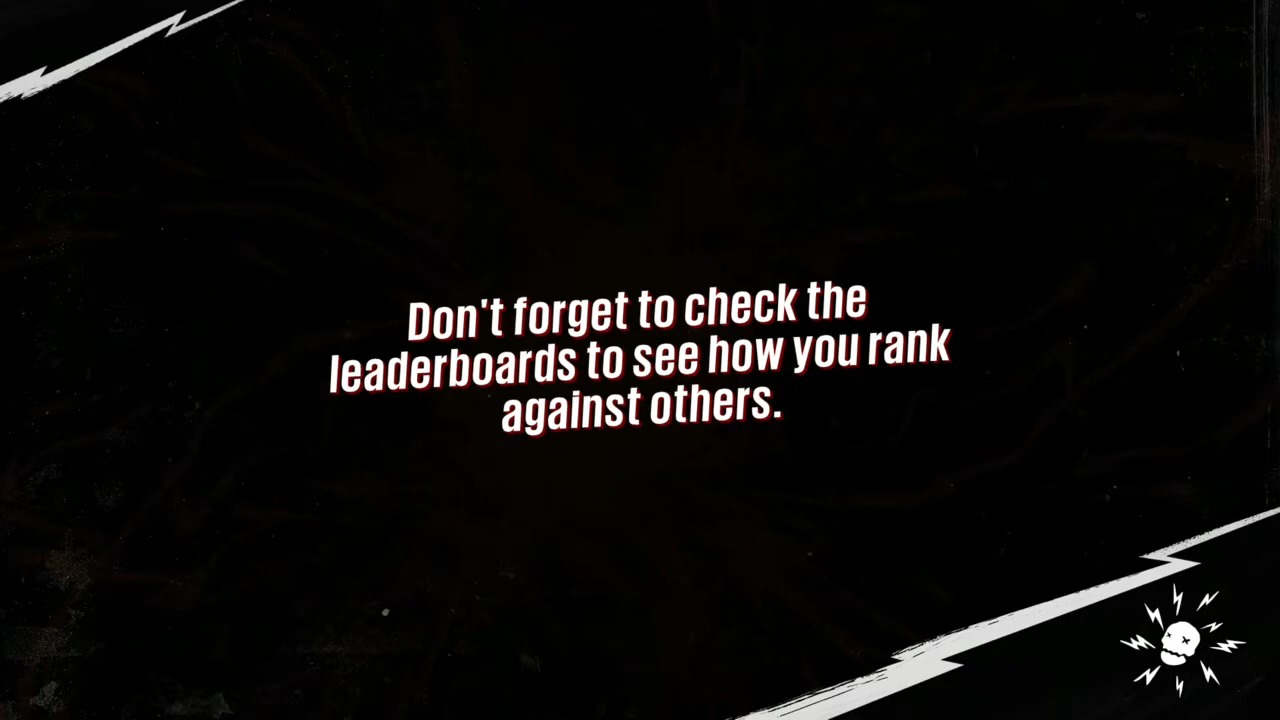 Don't forget to check the
leaderboards to see how you rank
against others.